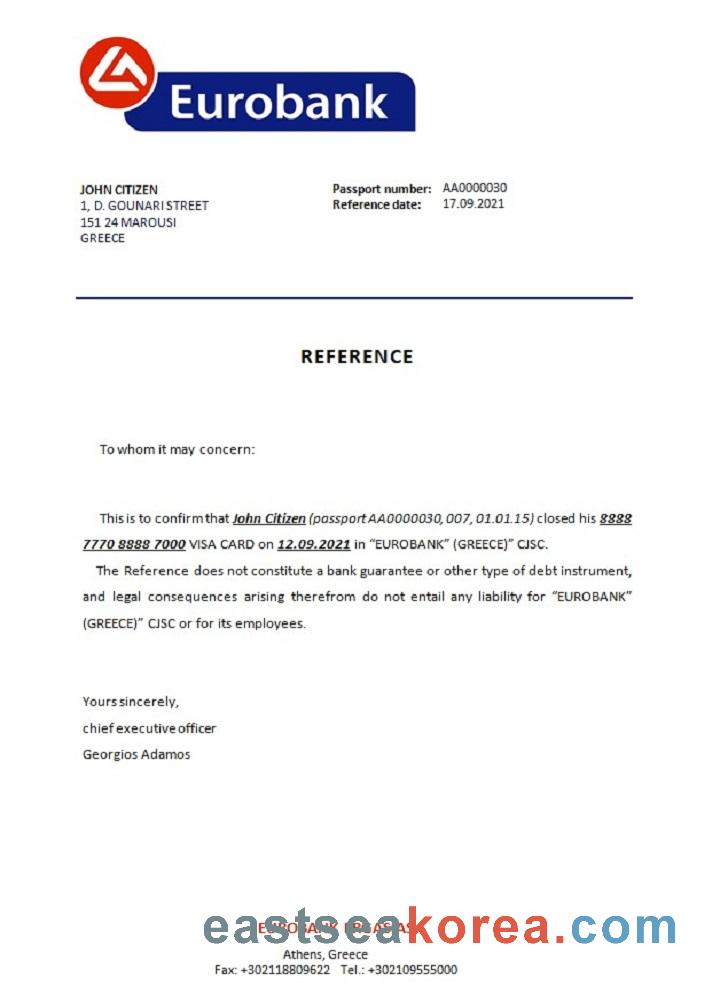 Eurobank
JOHN CITIZEN
1, D. GOUNARI STREET
151 24 MAROUSI
GREECE
Passport number: AA0000030
Reference date: 17.09.2021
REFERENCE
To whom it may concern:
This is to confirm that John Citizen (passport AA0000030, 007, 01.01.15) closed his 8888
7770 8888 7000 VISA CARD on 12.09.2021 in “EUROBANK” (GREECE)” CJSC.
The Reference does not constitute a bank guarantee or other type of debt instrument,
and legal consequences arising therefrom do not entail any liability for “EUROBANK”
(GREECE)” CJSC or for its employees.
Yours sincerely,
chief executive officer
Georgios Adamos
eastseakorea.com
Athens, Greece
Fax: +302118809622 Tel.: +302109555000